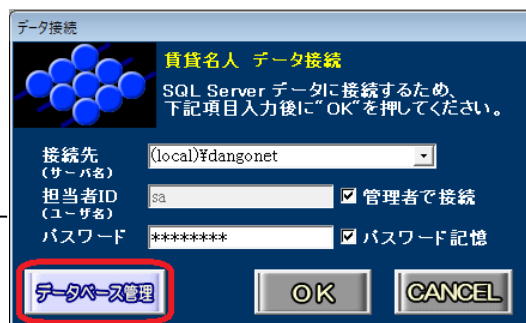 データ接続
賃貸名人 データ接続
SQL Server データに接続するため、
下記項目入力後に"OK"を押してください。
接続先
(サーバ名)
(local)¥dangonet
担当者ID
(ユーザ名)
sa
管理者で接続
パスワード
********
パスワード記憶
データベース管理
OK
CANCEL